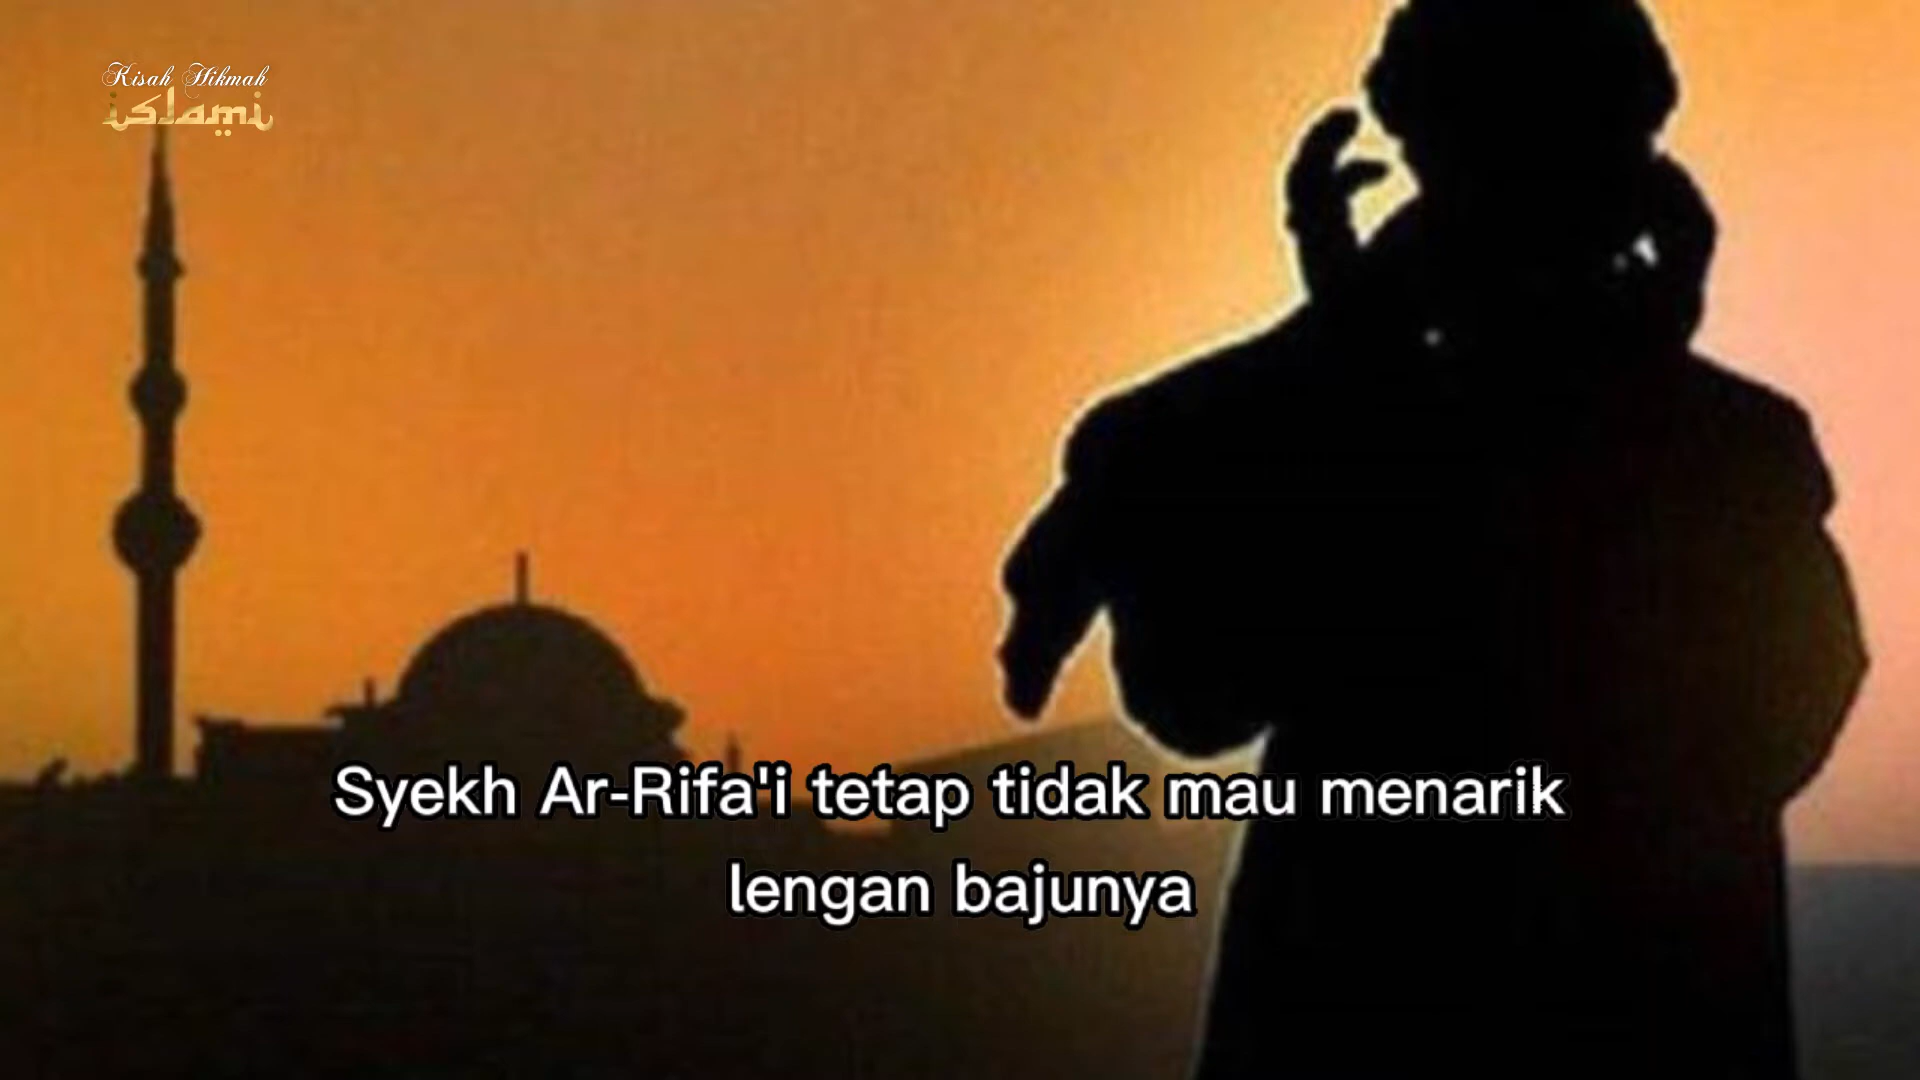 Kisah Hikmah
islami
Syekh Ar-Rifa'i tetap tidak mau menarik
lengan bajunya